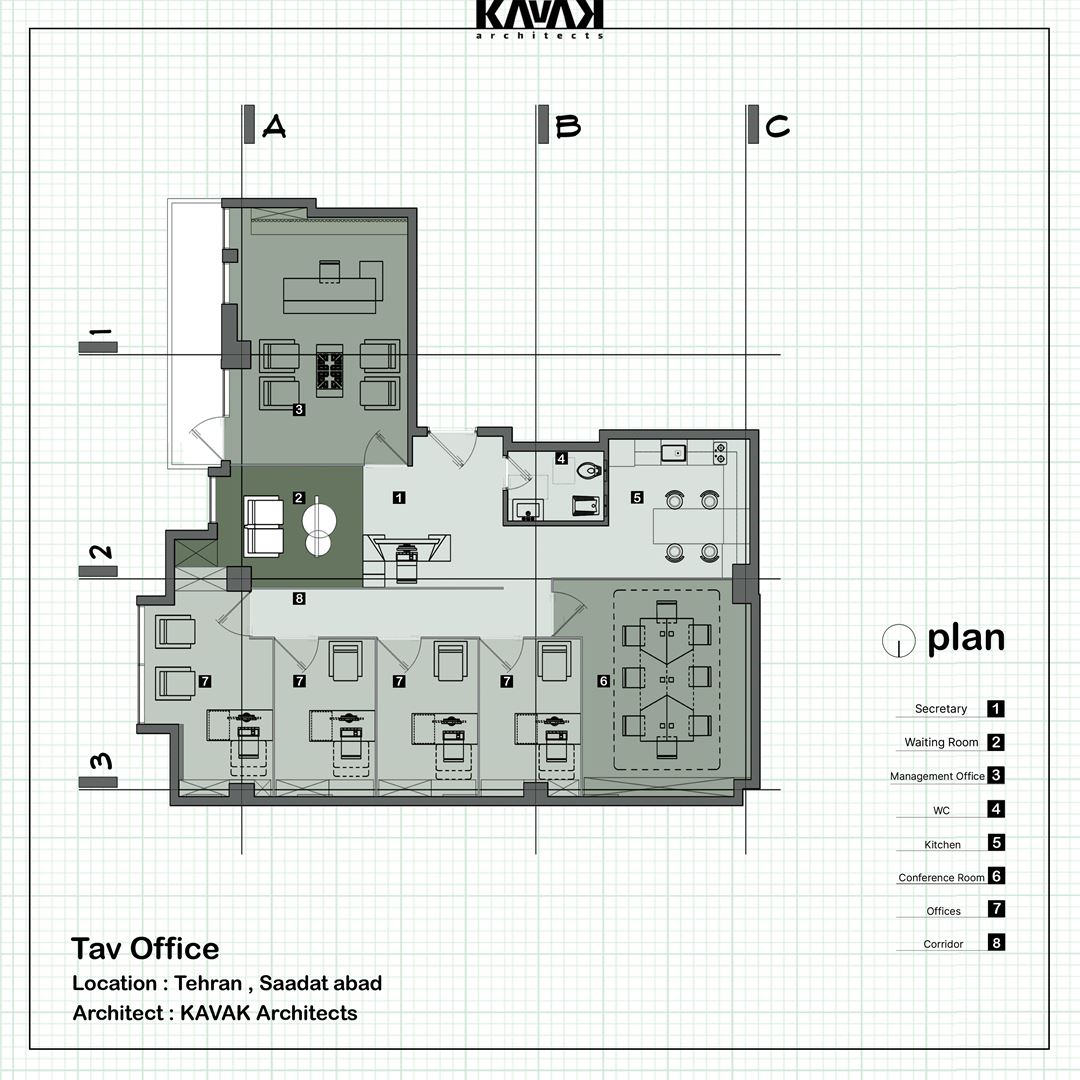 KAVAK
architects
A
B
C
1
3
2
1
4
5
2
8
7
7
7
7
6
3
plan
Secretary 1
Waiting Room 2
Management Office 3
WC 4
Kitchen 5
Conference Room 6
Offices 7
Corridor 8
Tav Office
Location : Tehran , Saadat abad
Architect : KAVAK Architects